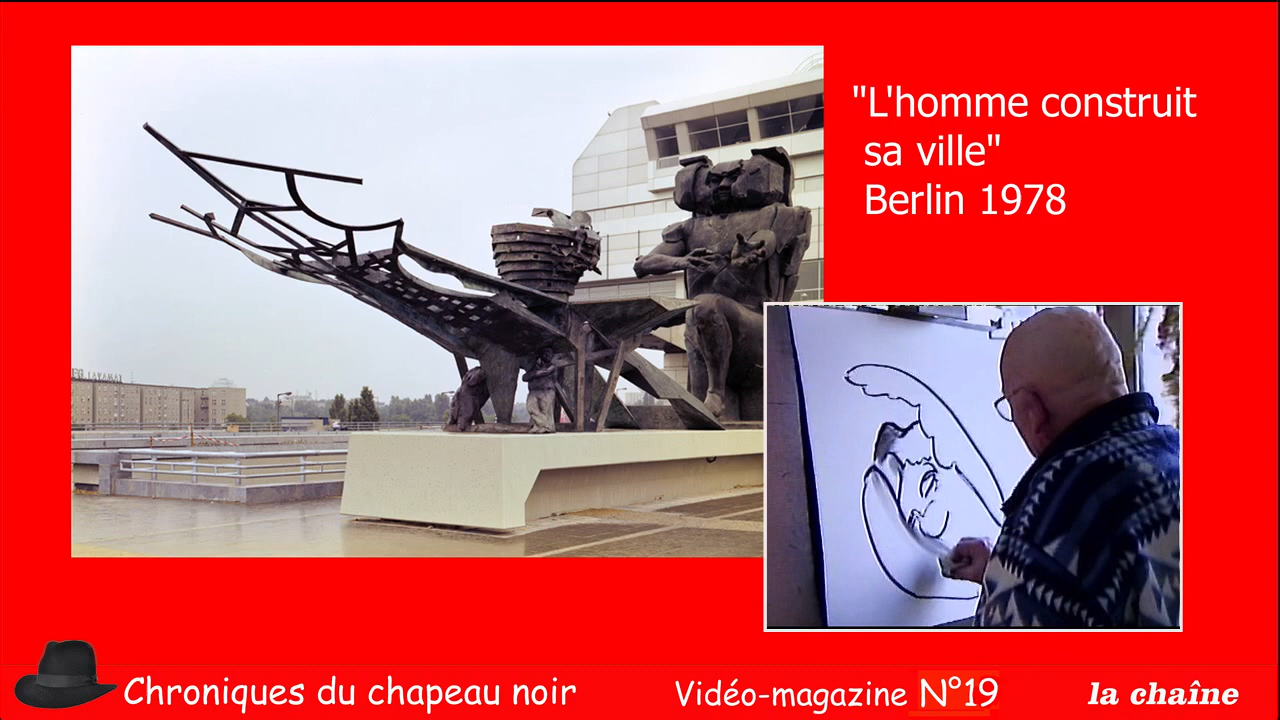 "L'homme construit
sa ville"
Berlin 1978
Chroniques du chapeau noir
Vidéo-magazine N°19
la chaîne